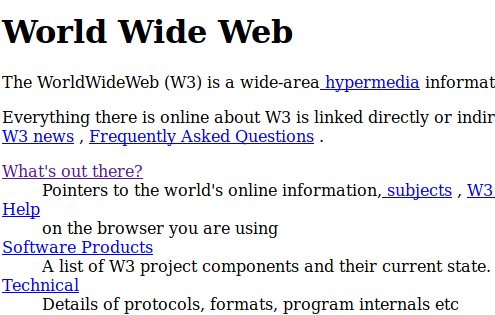 World Wide Web
The WorldWideWeb (W3) is a wide-area hypermedia informat
Everything there is online about W3 is linked directly or indir
W3 news , Frequently Asked Questions .
What's out there?
Pointers to the world's online information, subjects , W3
Help
on the browser you are using
Software Products
A list of W3 project components and their current state.
Technical
Details of protocols, formats, program internals etc